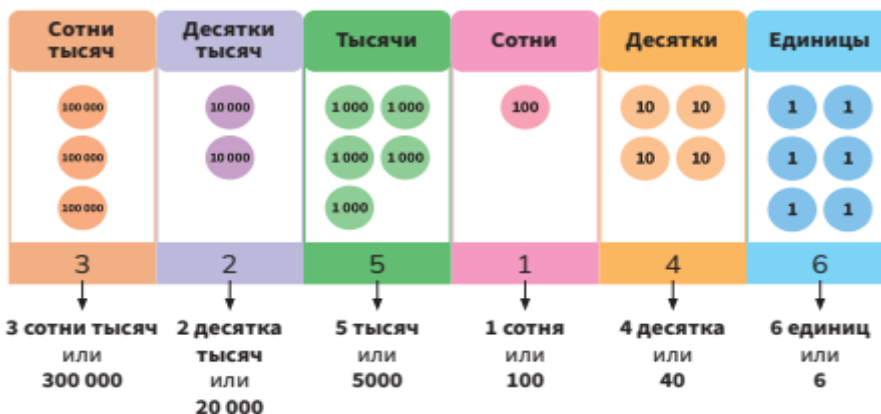 Сотни тысяч
Десятки тысяч
Тысячи
Сотни
Десятки
Единицы
100 000
100 000
100 000
10 000
10 000
1 000 1 000
1 000 1 000
1 000
100
10 10
10 10
1 1
1 1
1 1
3 2 5 1 4 6
3 сотни тысяч
или
300 000
2 десятка
тысяч
или
20 000
5 тысяч
или
5000
1 сотня
или
100
4 десятка
или
40
6 единиц
или
6